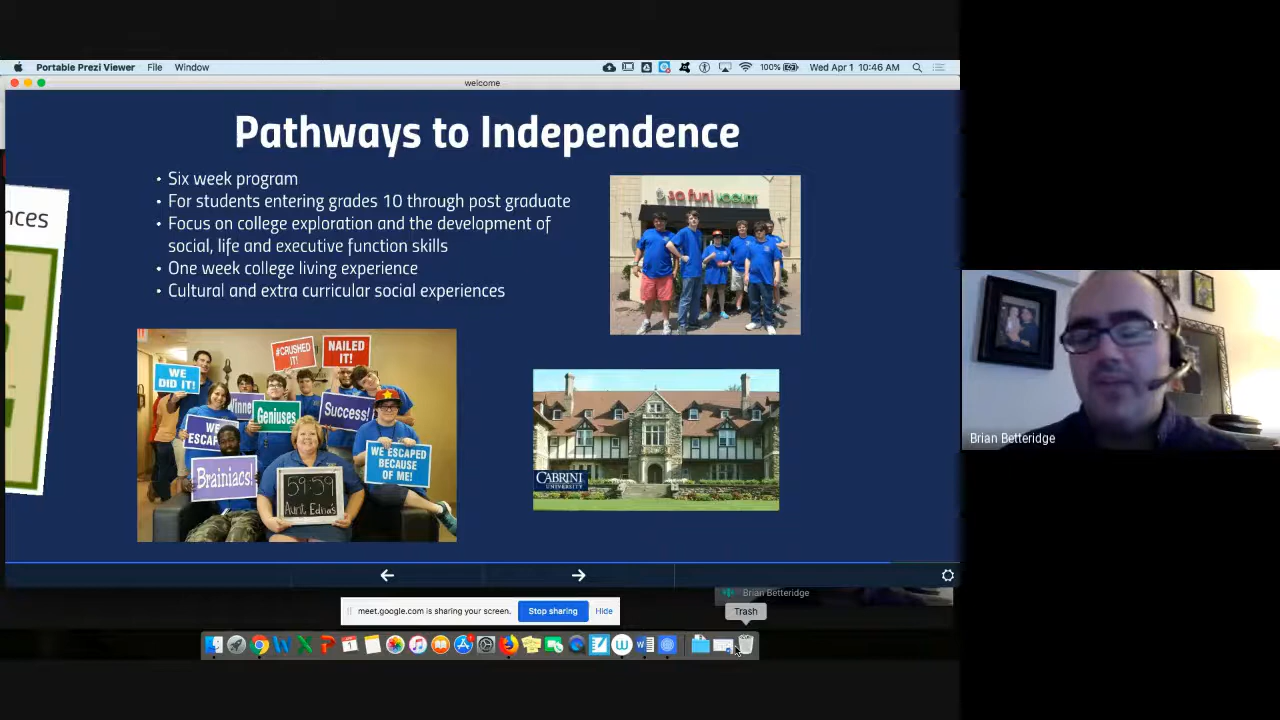 Portable Prezi Viewer File Window 100% Wed Apr 1 10:46 AM
welcome
Pathways to Independence
• Six week program
• For students entering grades 10 through post graduate
• Focus on college exploration and the development of
social, life and executive function skills
• One week college living experience
• Cultural and extra curricular social experiences
nces
#CRUSHED
IT!
NAILED
IT!
WE
DID IT!
Geniuses
Success!
WE
ESCAP
WE ESCAPED
BECAUSE
OF ME!
Brainiacs!
59:59
Aunt Edna's
CABRINI
UNIVERSITY
Brian Betteridge
Brian Betteridge
meet.google.com is sharing your screen. Stop sharing Hide
Trash